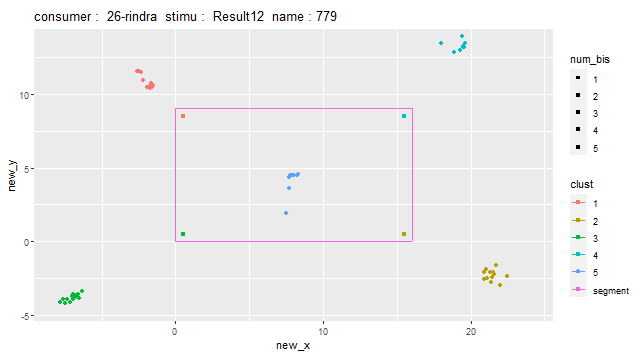 consumer : 26-rindra stimu : Result12 name : 779
num_bis
1
2
3
4
5
clust
1
2
3
4
5
segment
new_y
10
5
0
-5
0
10
20
new_x